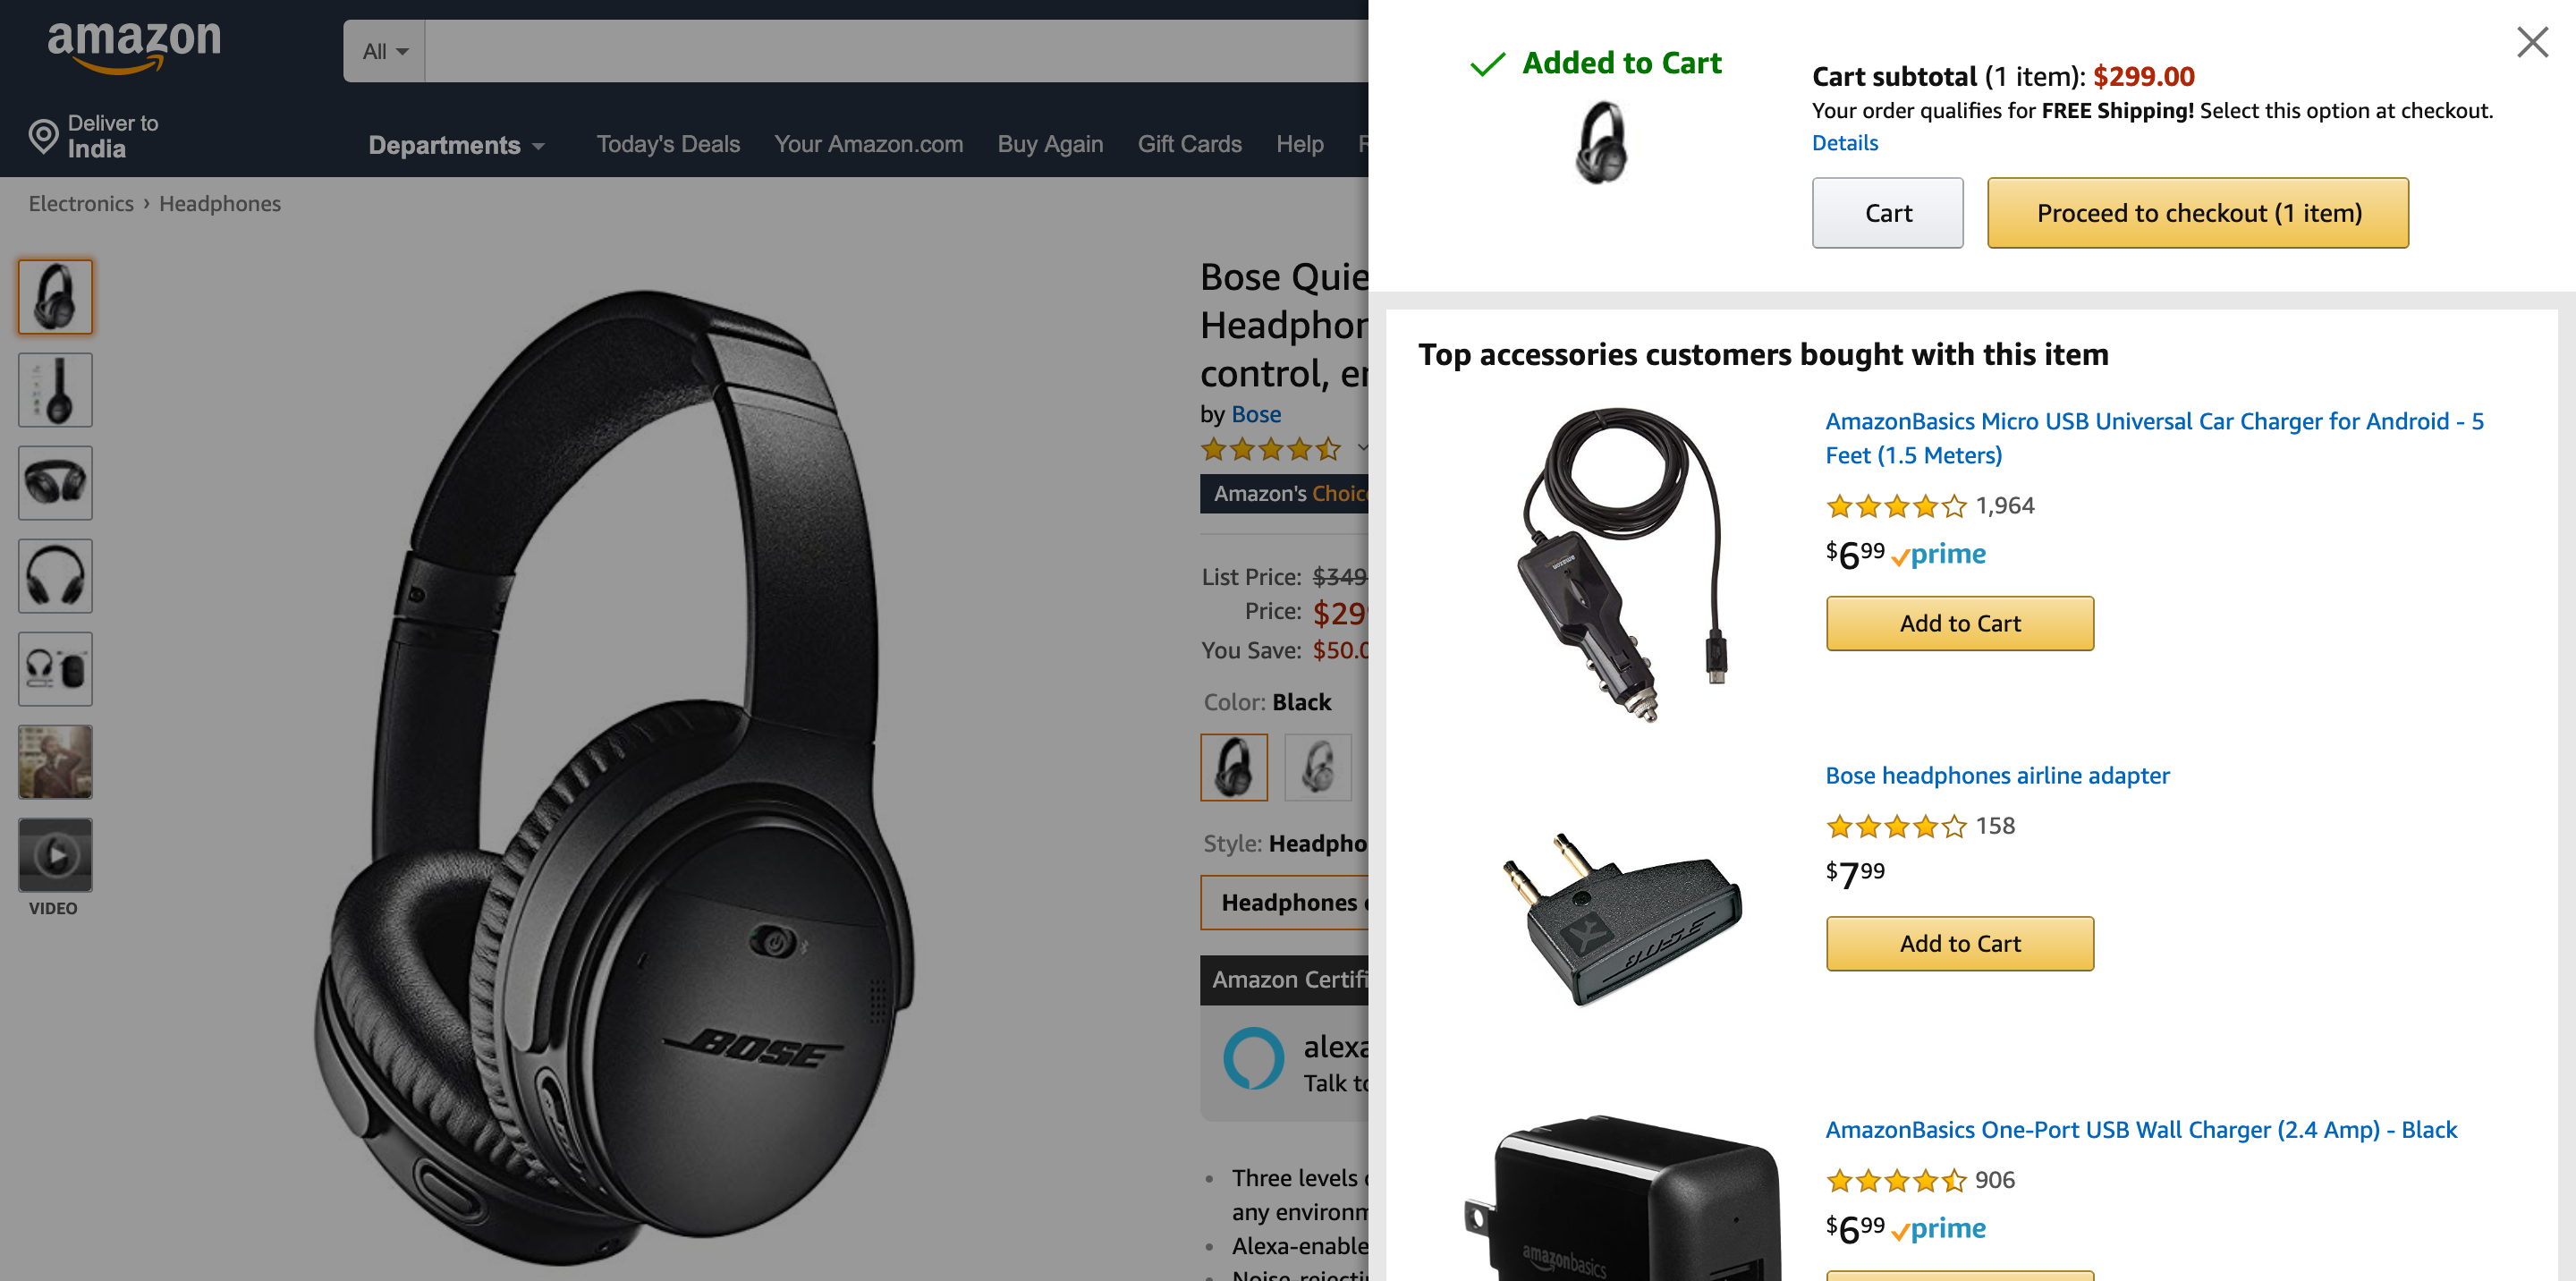 amazon
All
Deliver to
India
Departments
Today's Deals
Your Amazon.com
Buy Again
Gift Cards
Help
Electronics › Headphones
VIDEO
BOSE
Bose
Headphon
control,
by Bose
Amazon's Choice
List Price: $349
Price: $29
You Save: $50.0
Color: Black
Style: Headpho
Headphones
Amazon Certifi
alexa
Talk to
• Three levels
any environm
• Alexa-enable
•
Added to Cart
Cart subtotal (1 item): $299.00
Your order qualifies for FREE Shipping! Select this option at checkout.
Details
Cart
Proceed to checkout (1 item)
Top accessories customers bought with this item
AmazonBasics Micro USB Universal Car Charger for Android - 5
Feet (1.5 Meters)
1,964
$6.99 prime
Add to Cart
Bose headphones airline adapter
158
$7.99
Add to Cart
BOSE
AmazonBasics One-Port USB Wall Charger (2.4 Amp) - Black
906
$6.99 prime
amazonbasics